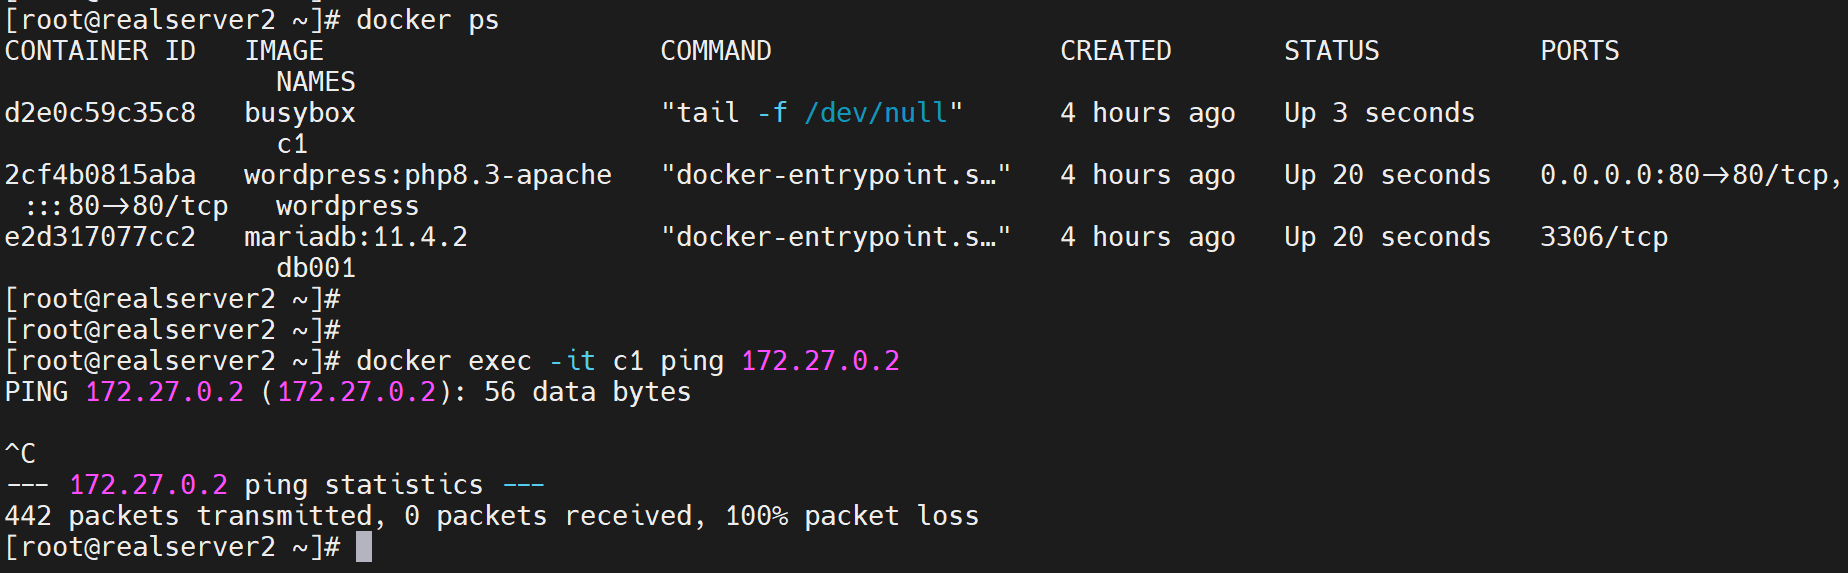 [root@realserver2 ~]# docker ps
CONTAINER ID   IMAGE                     COMMAND                  CREATED       STATUS          PORTS
                 NAMES
d2e0c59c35c8   busybox                   "tail -f /dev/null"      4 hours ago   Up 3 seconds
                 c1
2cf4b0815aba   wordpress:php8.3-apache   "docker-entrypoint.s…"   4 hours ago   Up 20 seconds   0.0.0.0:80->80/tcp,
 :::80->80/tcp   wordpress
e2d317077cc2   mariadb:11.4.2            "docker-entrypoint.s…"   4 hours ago   Up 20 seconds   3306/tcp
                 db001
[root@realserver2 ~]#
[root@realserver2 ~]#
[root@realserver2 ~]# docker exec -it c1 ping 172.27.0.2
PING 172.27.0.2 (172.27.0.2): 56 data bytes

^C
--- 172.27.0.2 ping statistics ---
442 packets transmitted, 0 packets received, 100% packet loss
[root@realserver2 ~]#